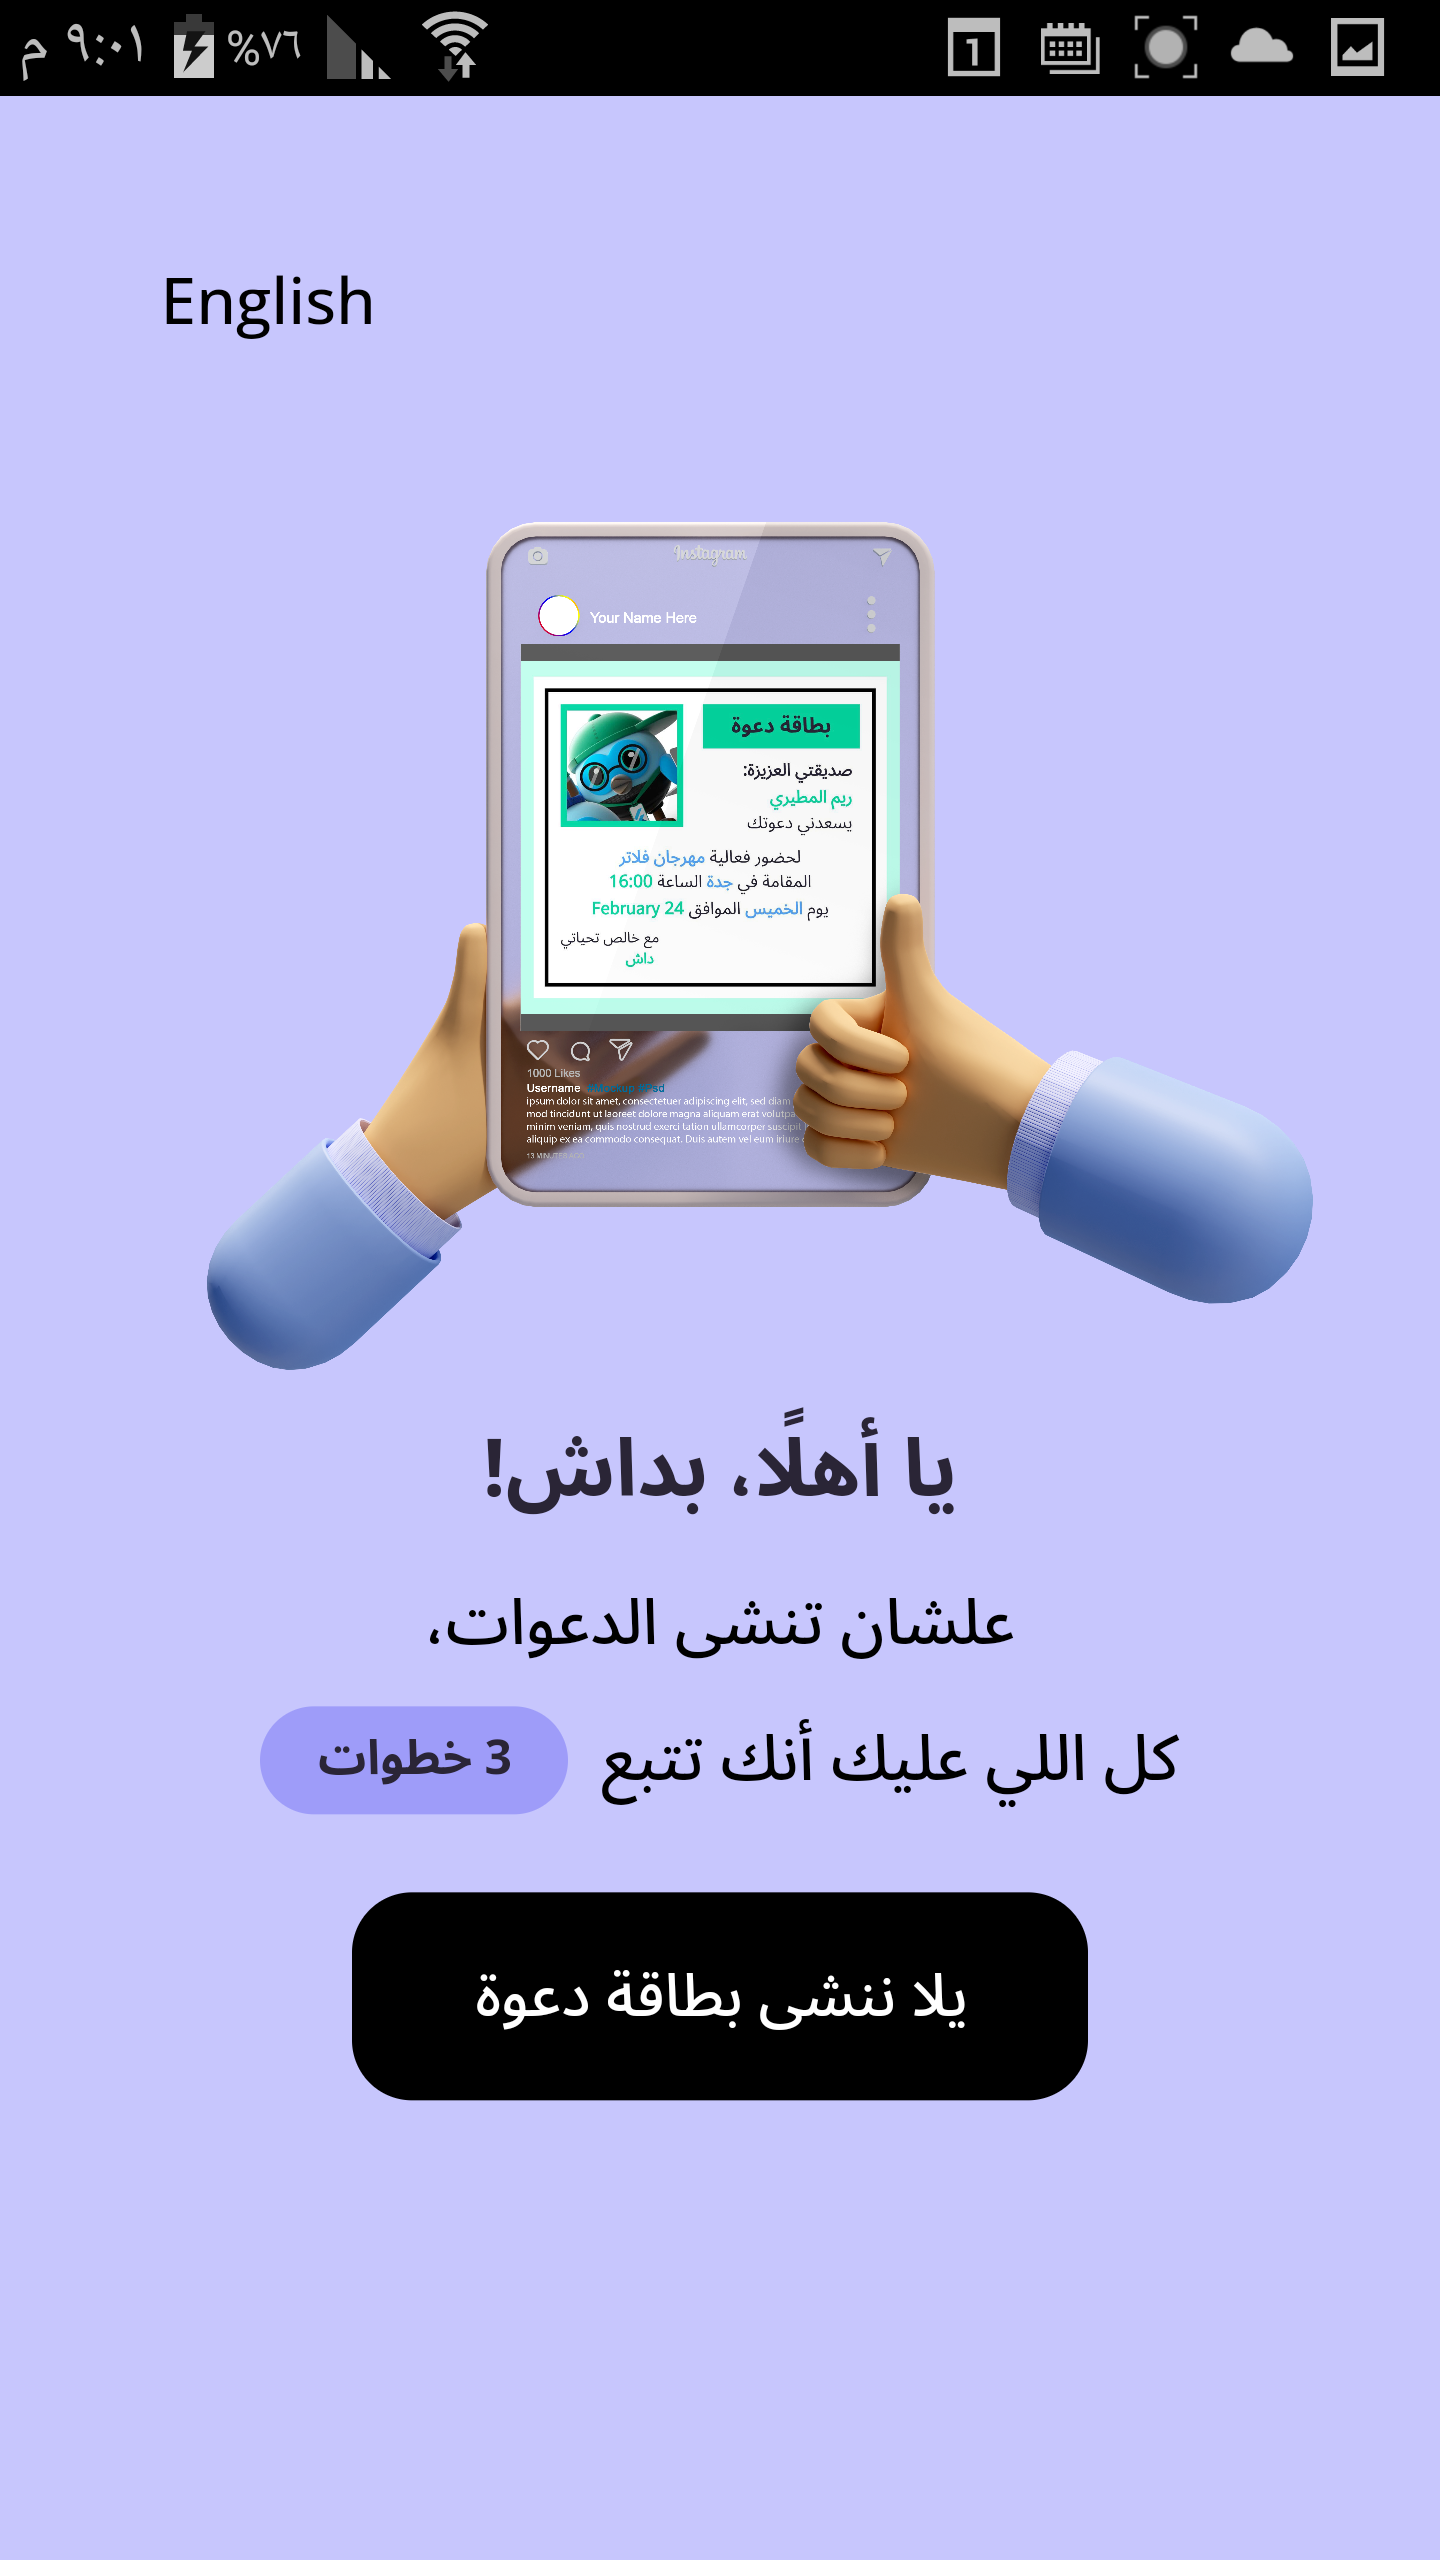 ٩:٠١ م
%٧٦
1
English
Instagram
Your Name Here
بطاقة دعوة
صديقتي العزيزة:
ريم المطيري
يسعدني دعوتك
لحضور فعالية مهرجان فلاتر
المقامة في جدة الساعة 16:00
يوم الخميس الموافق 24 February
مع خالص تحياتي
داش
1000 Likes
Username
ipsum dolor sit amet, consectetuer adipiscing elit, sed diam
mod tincidunt ut laoreet dolore magna aliquam erat volutpa
minim veniam, quis nostrud exerci tation ullamcorper suscipit
aliquip ex ea commodo consequat. Duis autem vel eum iriure
13 MINUTES AGO
يا أهلًا، بداش!
علشان تنشى الدعوات،
كل اللي عليك أنك تتبع 3 خطوات
يلا ننشى بطاقة دعوة